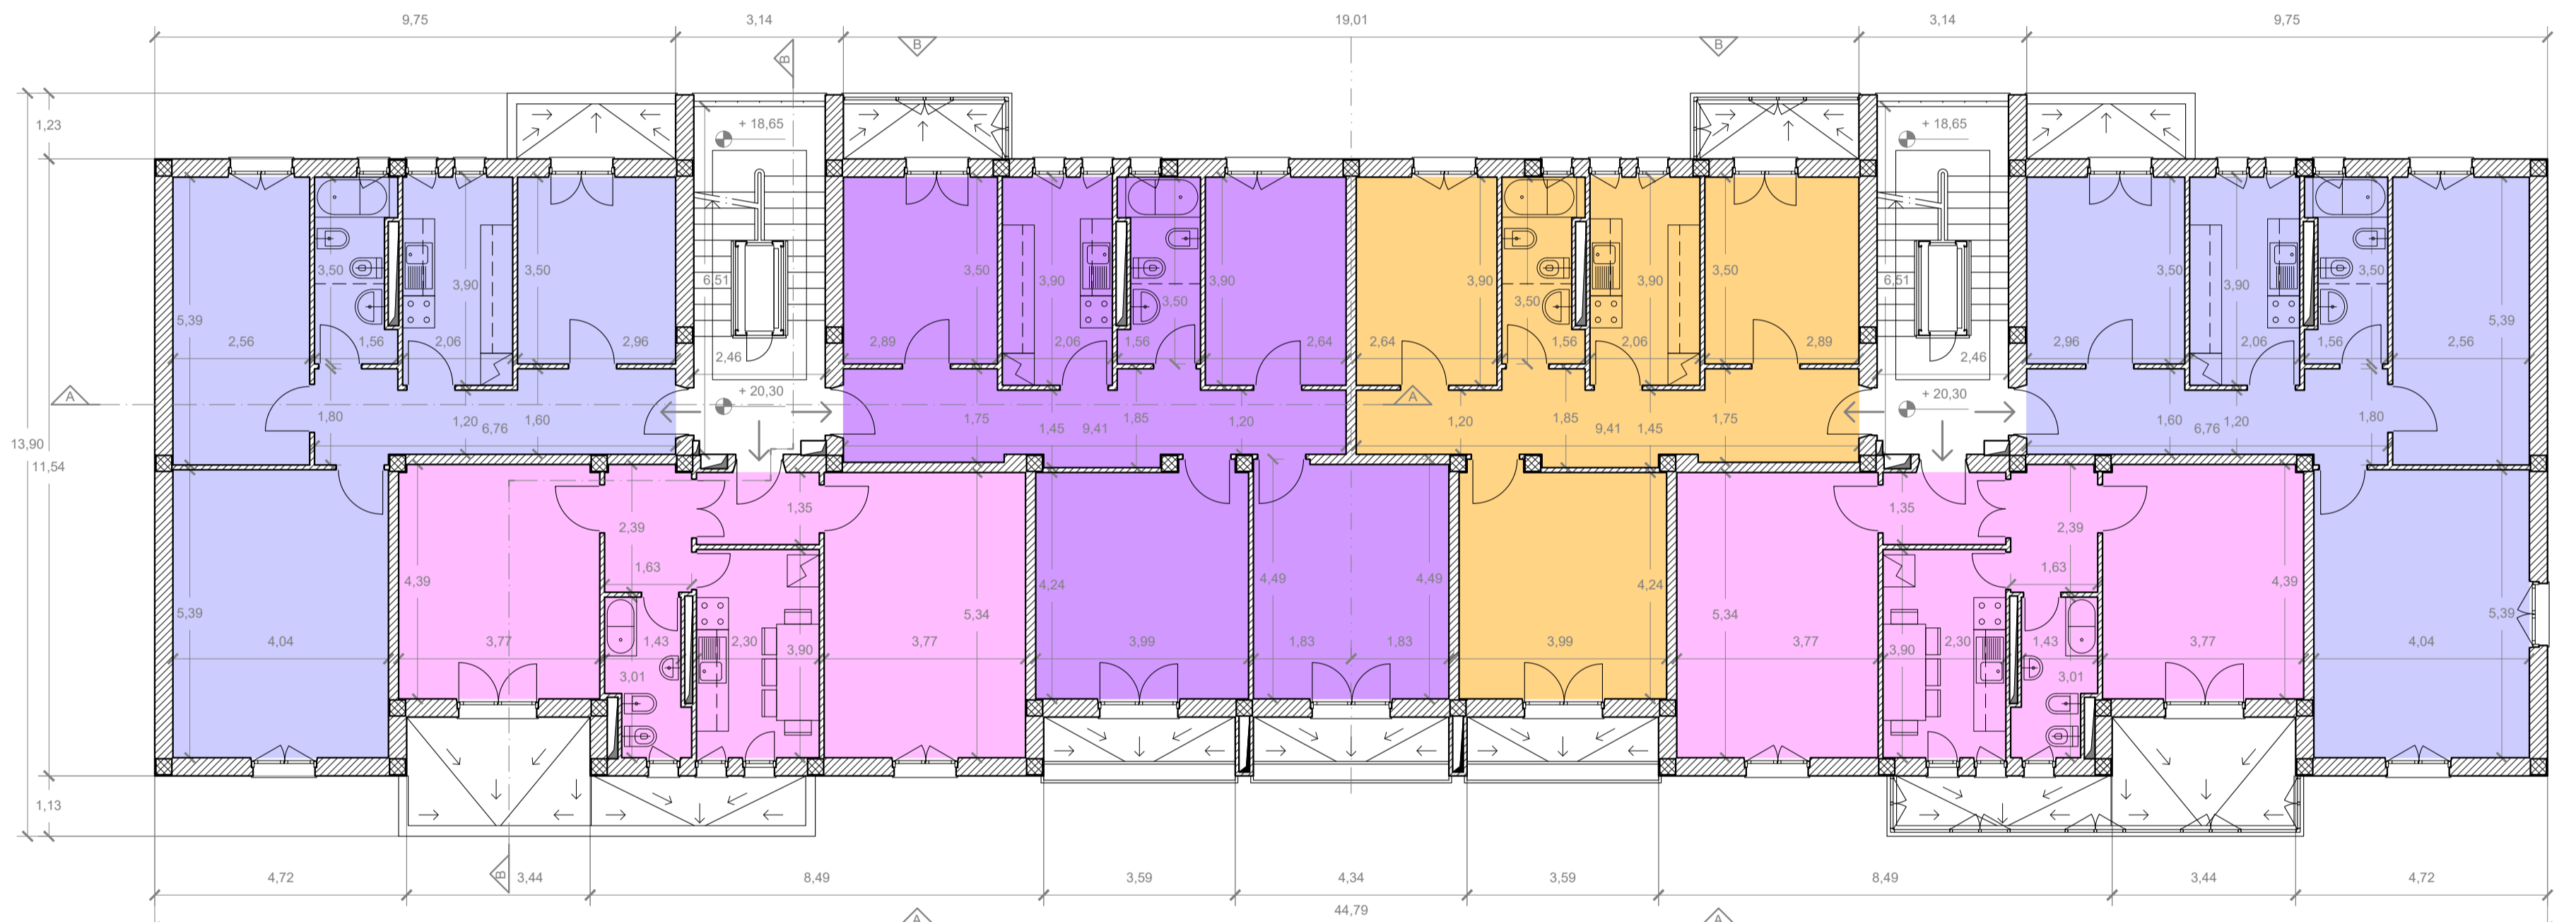 9,75 3,14 19,01 3,14 9,75
B B B
1,23 + 18,65 + 18,65
3,50 3,90 3,50 6,51 3,50 3,90 3,50 3,90 3,90 3,50 3,90 3,50 6,51 3,50 3,90 3,50
5,39 5,39
2,56 1,56 2,06 2,96 2,46 2,89 2,06 1,56 2,64 2,64 1,56 2,06 2,89 2,46 2,96 2,06 1,56 2,56
A + 20,30 A + 20,30
1,80 1,20 1,60 1,75 1,45 1,85 1,20 1,20 1,85 1,45 1,75 1,60 1,20 1,80
6,76 9,41 9,41 6,76
13,90
11,54
2,39 1,35 1,35 2,39
4,39 1,63 4,24 4,49 4,49 4,24 1,63 4,39
5,39 5,34 5,34 5,39
4,04 3,77 1,43 2,30 3,90 3,77 3,99 1,83 1,83 3,99 3,77 3,90 2,30 1,43 3,77 4,04
3,01 3,01
1,13
B
4,72 3,44 8,49 3,59 4,34 3,59 8,49 3,44 4,72
A 44,79 A